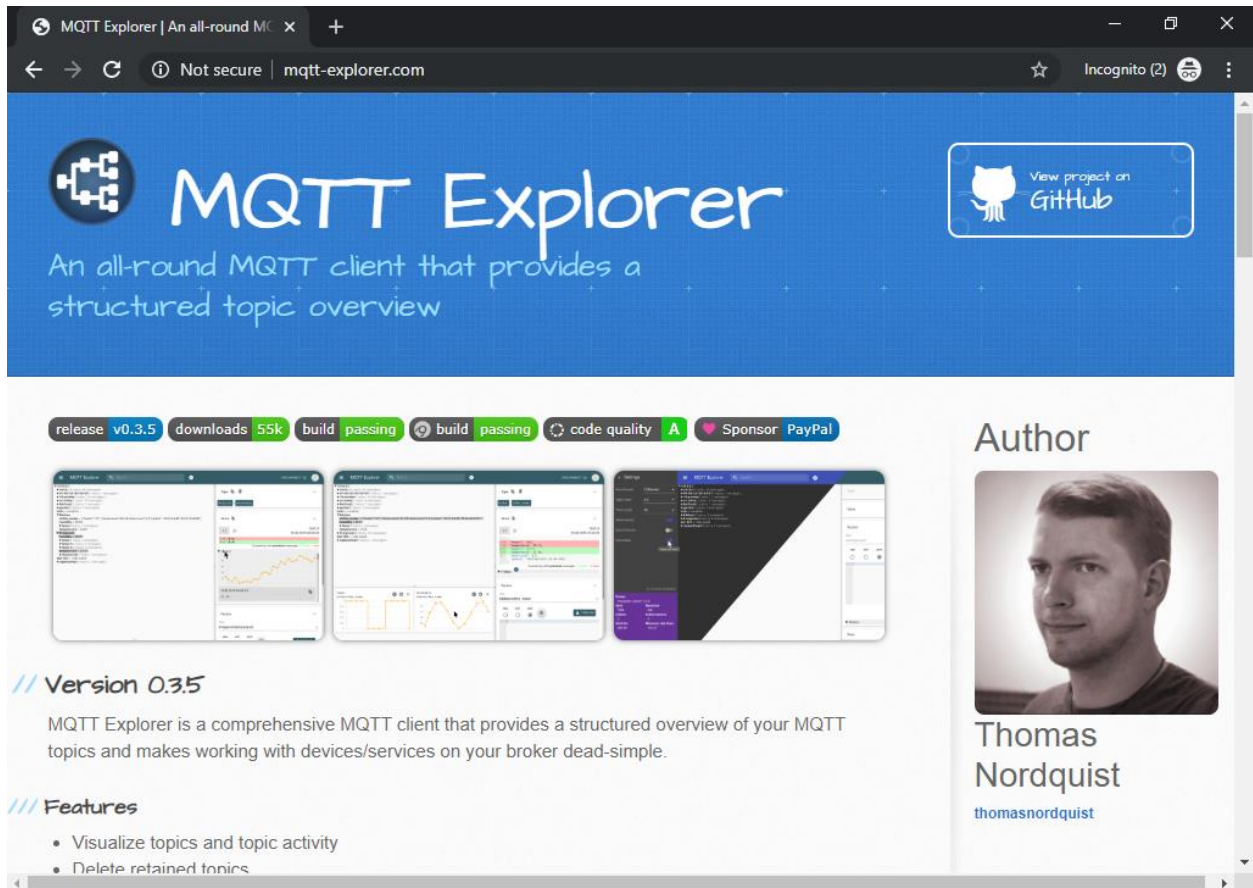 MQTT Explorer | An all-round MC
Not secure | mqtt-explorer.com
Incognito (2)
MQTT Explorer
An all-round MQTT client that provides a
structured topic overview
View project on
GitHub
release v0.3.5 downloads 55k build passing build passing code quality A Sponsor PayPal
// Version 0.3.5
MQTT Explorer is a comprehensive MQTT client that provides a structured overview of your MQTT
topics and makes working with devices/services on your broker dead-simple.
/// Features
Visualize topics and topic activity
Delete retained topics
Author
Thomas
Nordquist
thomasnordquist